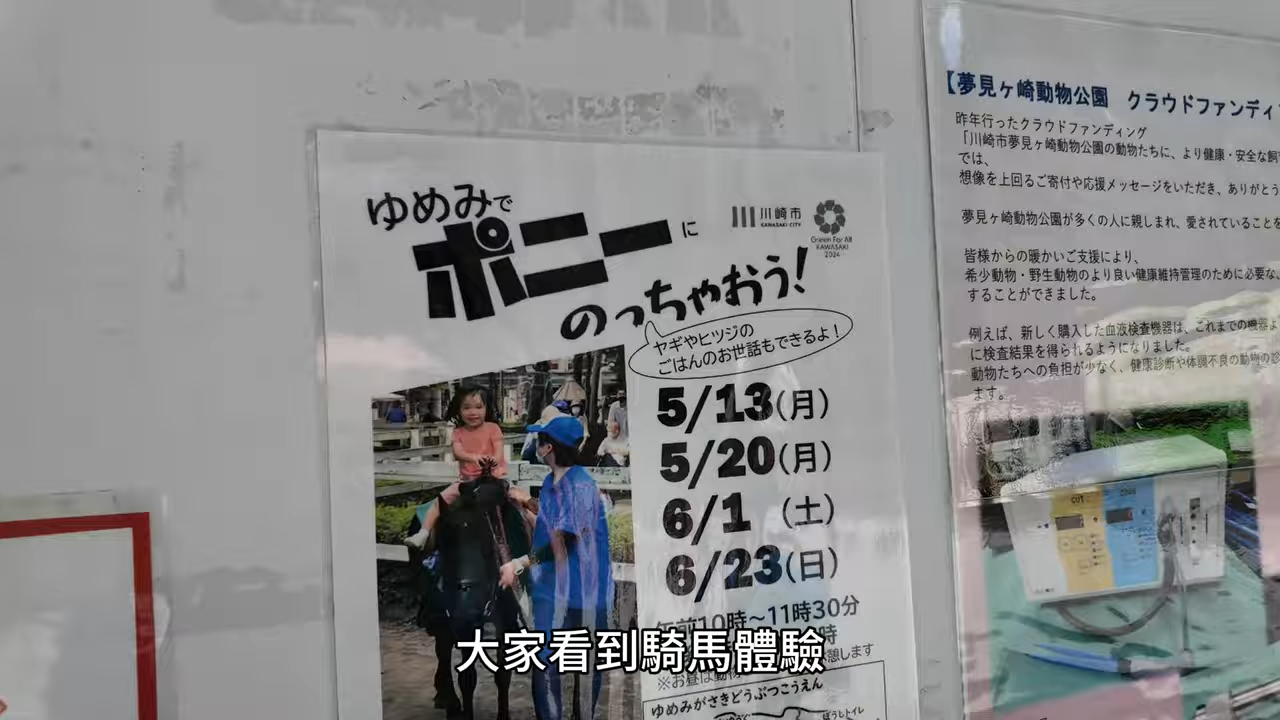 ゆめみで
ポニーに
のっちゃおう!
川崎市
KAWASAKI CITY
Green For All
KAWASAKI
2024
ヤギやヒツジの
ごはんのお世話もできるよ!
5/13(月)
5/20(月)
6/1(土)
6/23(日)
午前10時~11時30分
ゆめみがさきどうぶつこうえん
【夢見ヶ崎動物公園 クラウドファンディ
昨年行ったクラウドファンディング
「川崎市夢見ヶ崎動物公園の動物たちに、より健康・安全な飼
では、
想像を上回るご寄付や応援メッセージをいただき、ありがとう
夢見ヶ崎動物公園が多くの人に親しまれ、愛されていることを
皆様からの暖かいご支援により、
希少動物・野生動物のより良い健康維持管理のために必要な、
することができました。
例えば、新しく購入した血液検査機器は、これまでの機器よ
に検査結果を得られるようになりました。
動物たちへの負担が少なく、健康診断や体調不良の動物の診
ます。
大家看到騎馬體驗